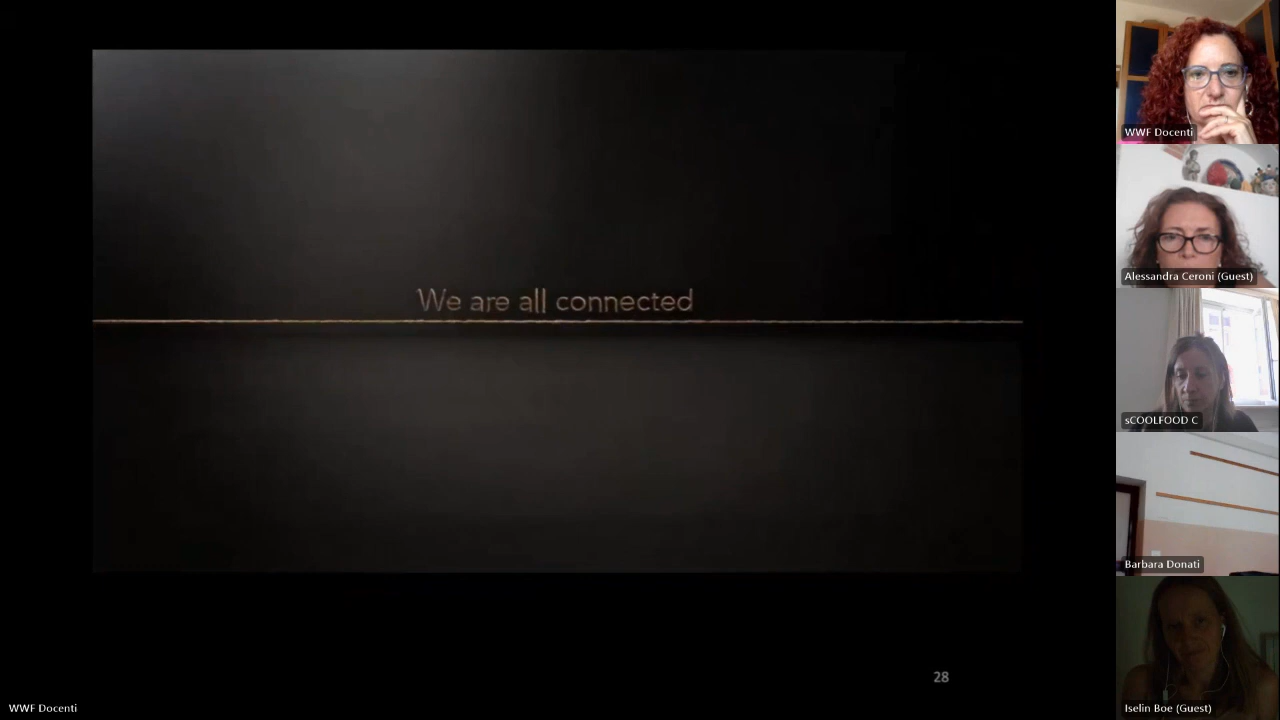 We are all connected
28
WWF Docenti
WWF Docenti
Alessandra Ceroni (Guest)
sCOOLFOOD C
Barbara Donati
Iselin Boe (Guest)